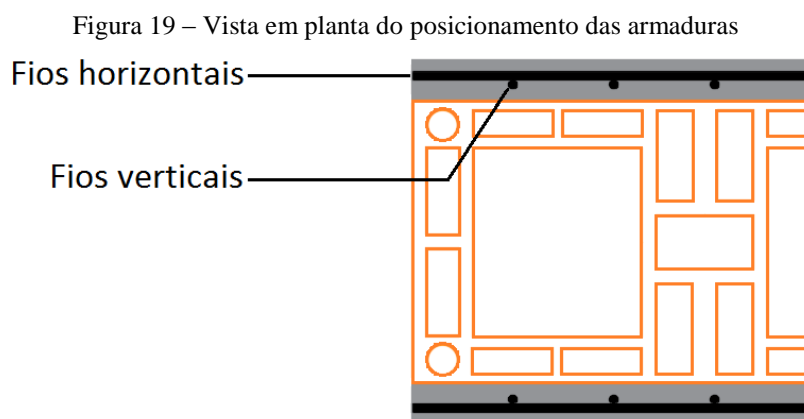 Figura 19 – Vista em planta do posicionamento das armaduras
Fios horizontais
Fios verticais